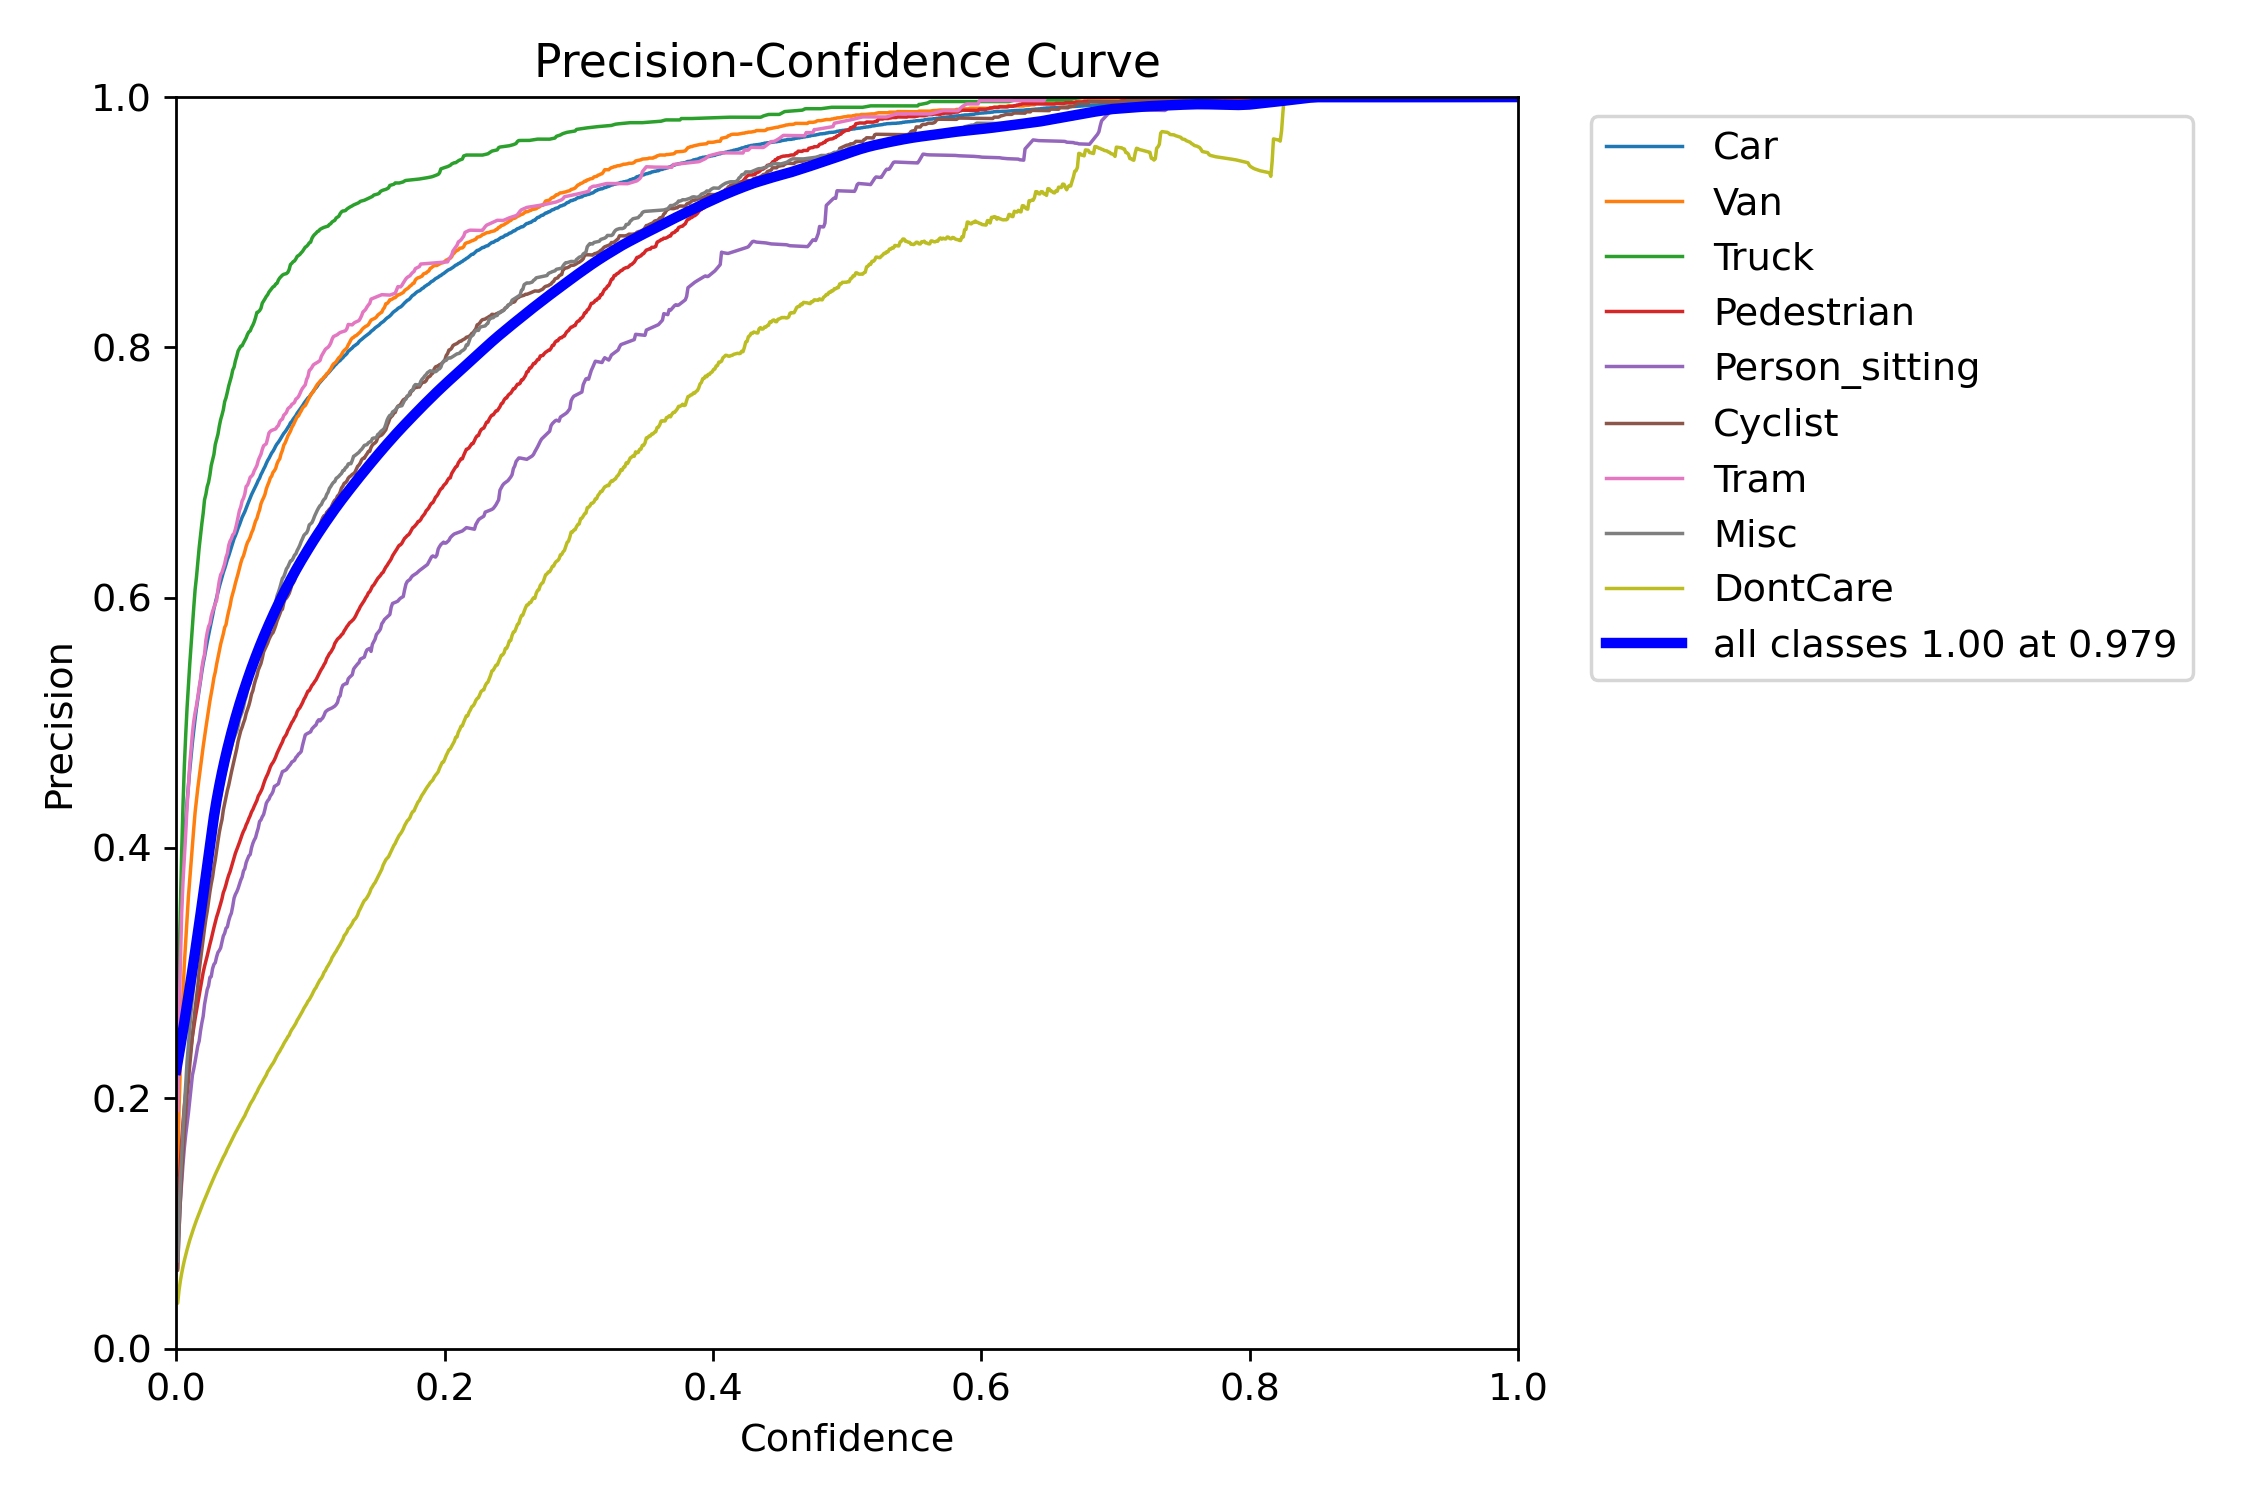 Precision-Confidence Curve
1.0
0.8
0.6
0.4
0.2
0.0
Precision
0.0 0.2 0.4 0.6 0.8 1.0
Confidence
Car
Van
Truck
Pedestrian
Person_sitting
Cyclist
Tram
Misc
DontCare
all classes 1.00 at 0.979